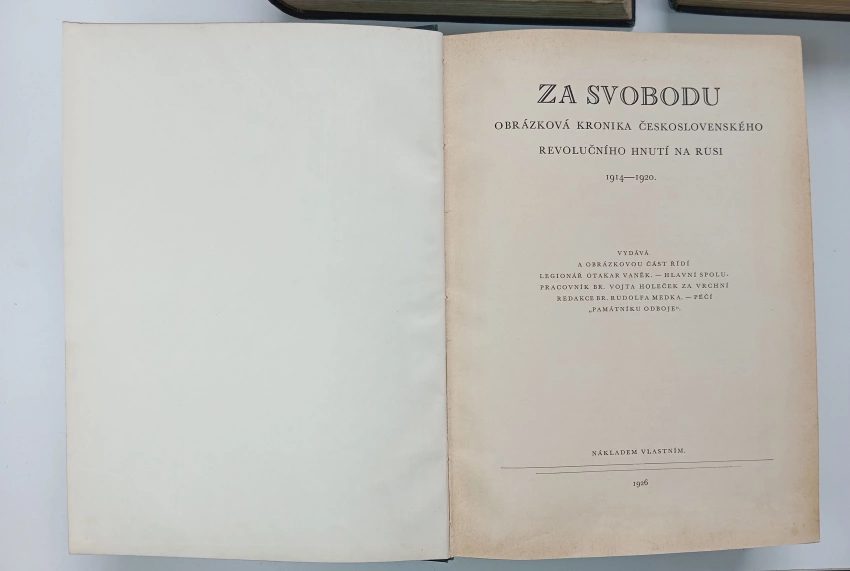 ZA SVOBODU
OBRÁZKOVÁ KRONIKA ČESKOSLOVENSKÉHO
REVOLUČNÍHO HNUTÍ NA RUSI
1914—1920.
VYDÁVÁ
A OBRÁZKOVOU ČÁST ŘÍDÍ
LEGIONÁŘ OTAKAR VANĚK. — HLAVNÍ SPOLU-
PRACOVNÍK BR. VOJTA HOLEČEK ZA VRCHNÍ
REDAKCE BR. RUDOLFA MEDKA. — PÉČÍ
„PAMÁTNÍKU ODBOJE".
NÁKLADEM VLASTNÍM.
1926